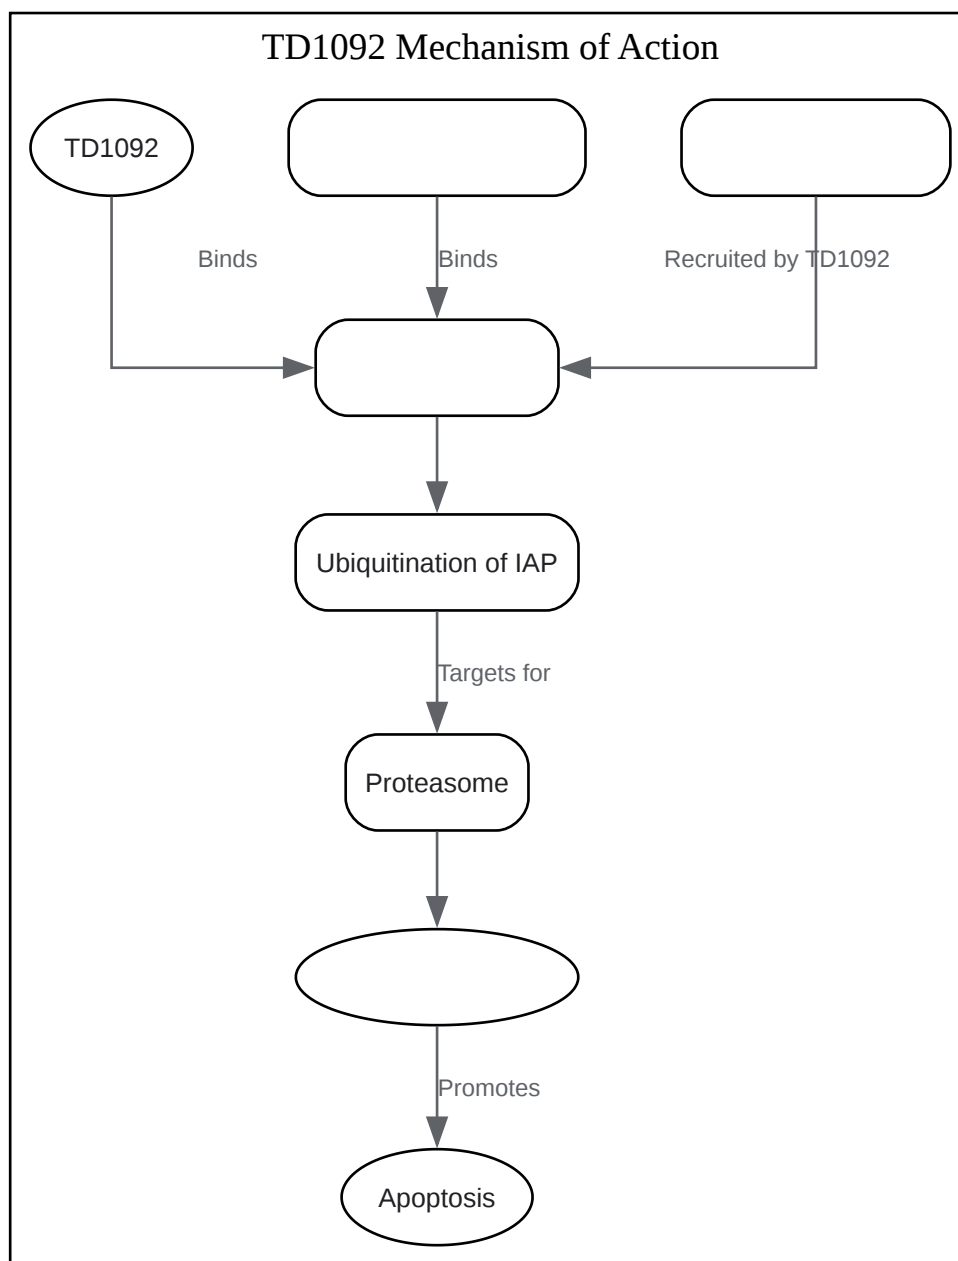 TD1092 Mechanism of Action
TD1092
Binds
Binds
Recruited by TD1092
Ubiquitination of IAP
Targets for
Proteasome
Promotes
Apoptosis